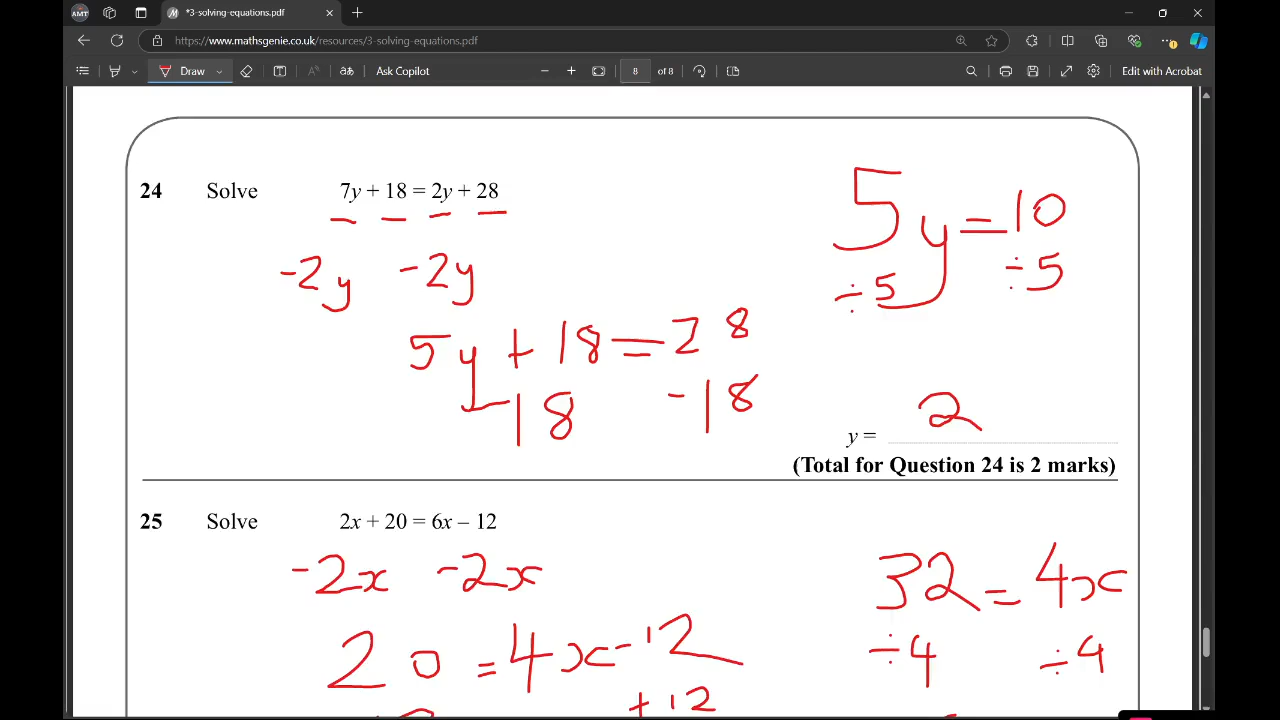 AMT
*3-solving-equations.pdf
https://www.mathsgenie.co.uk/resources/3-solving-equations.pdf
Draw
Ask Copilot
8 of 8
Edit with Acrobat
24 Solve 7y + 18 = 2y + 28
-2y -2y
5y + 18 = 28
-18 -18
5y = 10
÷5 ÷5
y = 2
(Total for Question 24 is 2 marks)
25 Solve 2x + 20 = 6x – 12
-2x -2x
20 = 4x - 12
+ 12
32 = 4x
÷4 ÷4